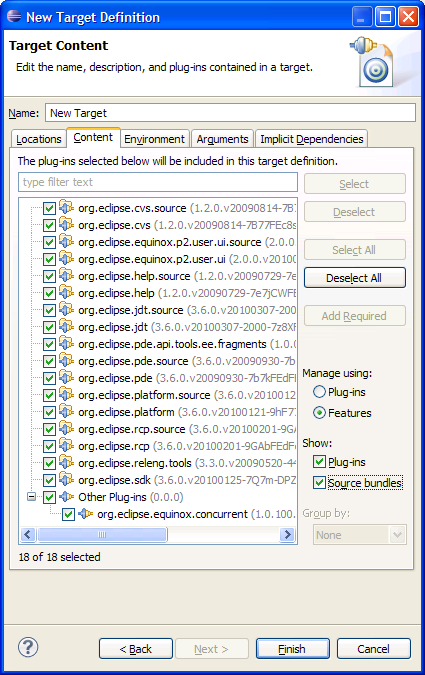 New Target Definition
Target Content
Edit the name, description, and plug-ins contained in a target.
Name: New Target
Locations Content Environment Arguments Implicit Dependencies
The plug-ins selected below will be included in this target definition.
type filter text
Select
org.eclipse.cvs.source (1.2.0.v20090814-7B7
Deselect
org.eclipse.cvs (1.2.0.v20090814-7B77FEc8s
org.eclipse.equinox.p2.user.ui.source (2.0.0
Select All
org.eclipse.equinox.p2.user.ui (2.0.0.v20100
org.eclipse.help.source (1.2.0.v20090729-7e
Deselect All
org.eclipse.help (1.2.0.v20090729-7e7jCWFE
org.eclipse.jdt.source (3.6.0.v20100307-200
Add Required
org.eclipse.jdt (3.6.0.v20100307-2000-7z8XF
org.eclipse.pde.api.tools.ee.fragments (1.0.0
org.eclipse.pde.source (3.6.0.v20090930-7b
Manage using:
org.eclipse.pde (3.6.0.v20090930-7b7kFEdFI
Plug-ins
org.eclipse.platform.source (3.6.0.v2010012
org.eclipse.platform (3.6.0.v20100121-9hF77
Features
org.eclipse.rcp.source (3.6.0.v20100201-9G
org.eclipse.rcp (3.6.0.v20100201-9GAbFEdFo
Show:
org.eclipse.releng.tools (3.3.0.v20090520-44
Plug-ins
org.eclipse.sdk (3.6.0.v20100125-7Q7m-DPZ
Source bundles
Other Plug-ins (0.0.0)
org.eclipse.equinox.concurrent (1.0.100.
Group by:
None
18 of 18 selected
< Back Next > Finish Cancel